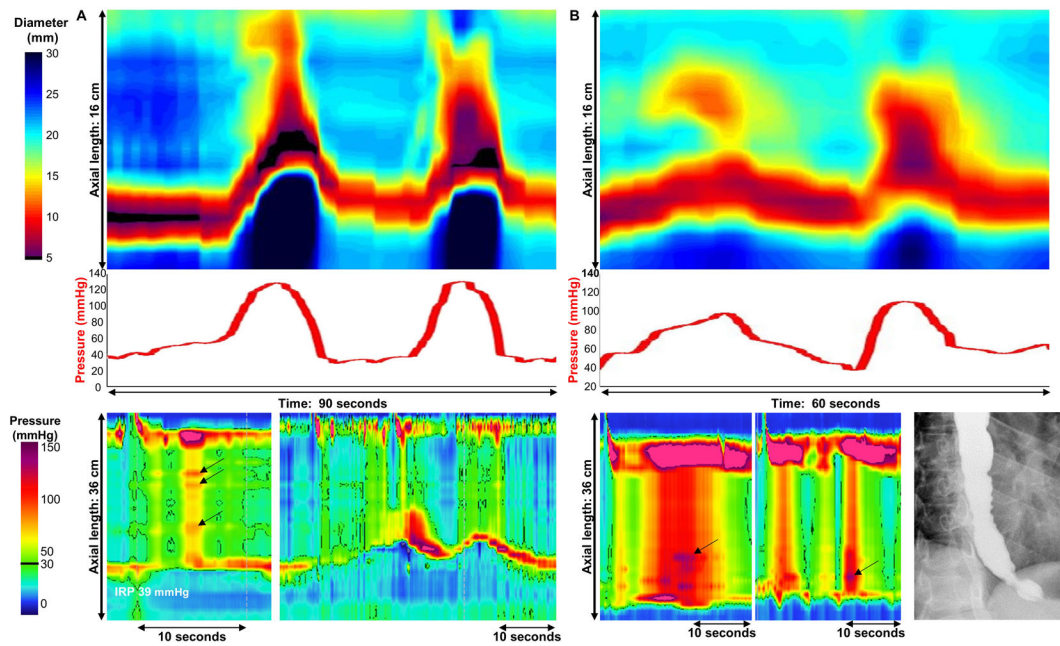 Diameter
(mm)
30
25
20
15
10
5
A
Axial length: 16 cm
B
Axial length: 16 cm
Pressure (mmHg)
140
120
100
80
60
40
20
0
Pressure (mmHg)
140
120
100
80
60
40
20
Time: 90 seconds
Time: 60 seconds
Pressure
(mmHg)
150
100
50
30
0
Axial length: 36 cm
IRP 39 mmHg
10 seconds
10 seconds
Axial length: 36 cm
10 seconds
10 seconds